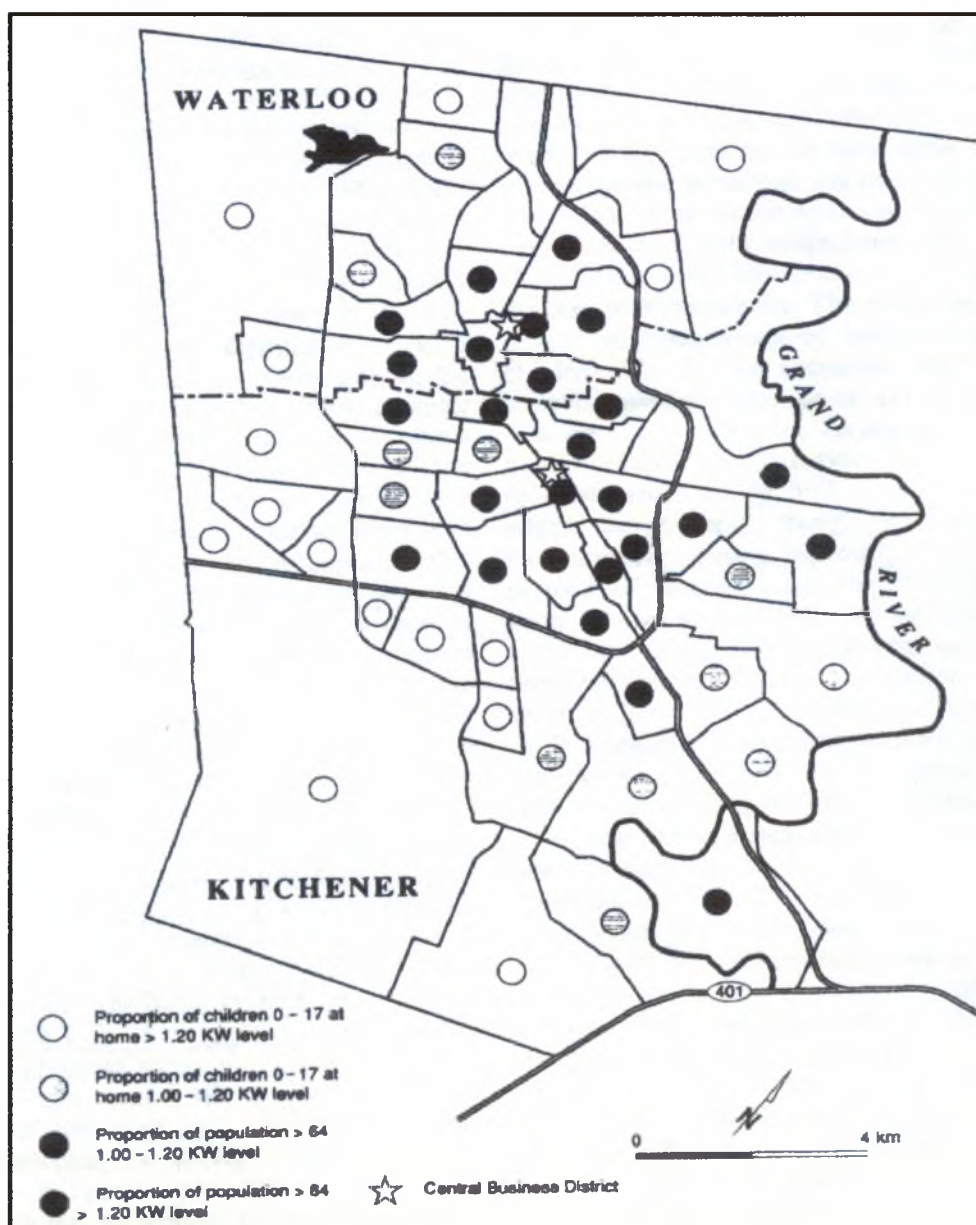 WATERLOO
GRAND
RIVER
KITCHENER
401
Proportion of children 0 – 17 at
home > 1.20 KW level
Proportion of children 0 – 17 at
home 1.00 – 1.20 KW level
Proportion of population > 64
1.00 – 1.20 KW level
Proportion of population > 64
> 1.20 KW level
Central Business District
N
0 4 km